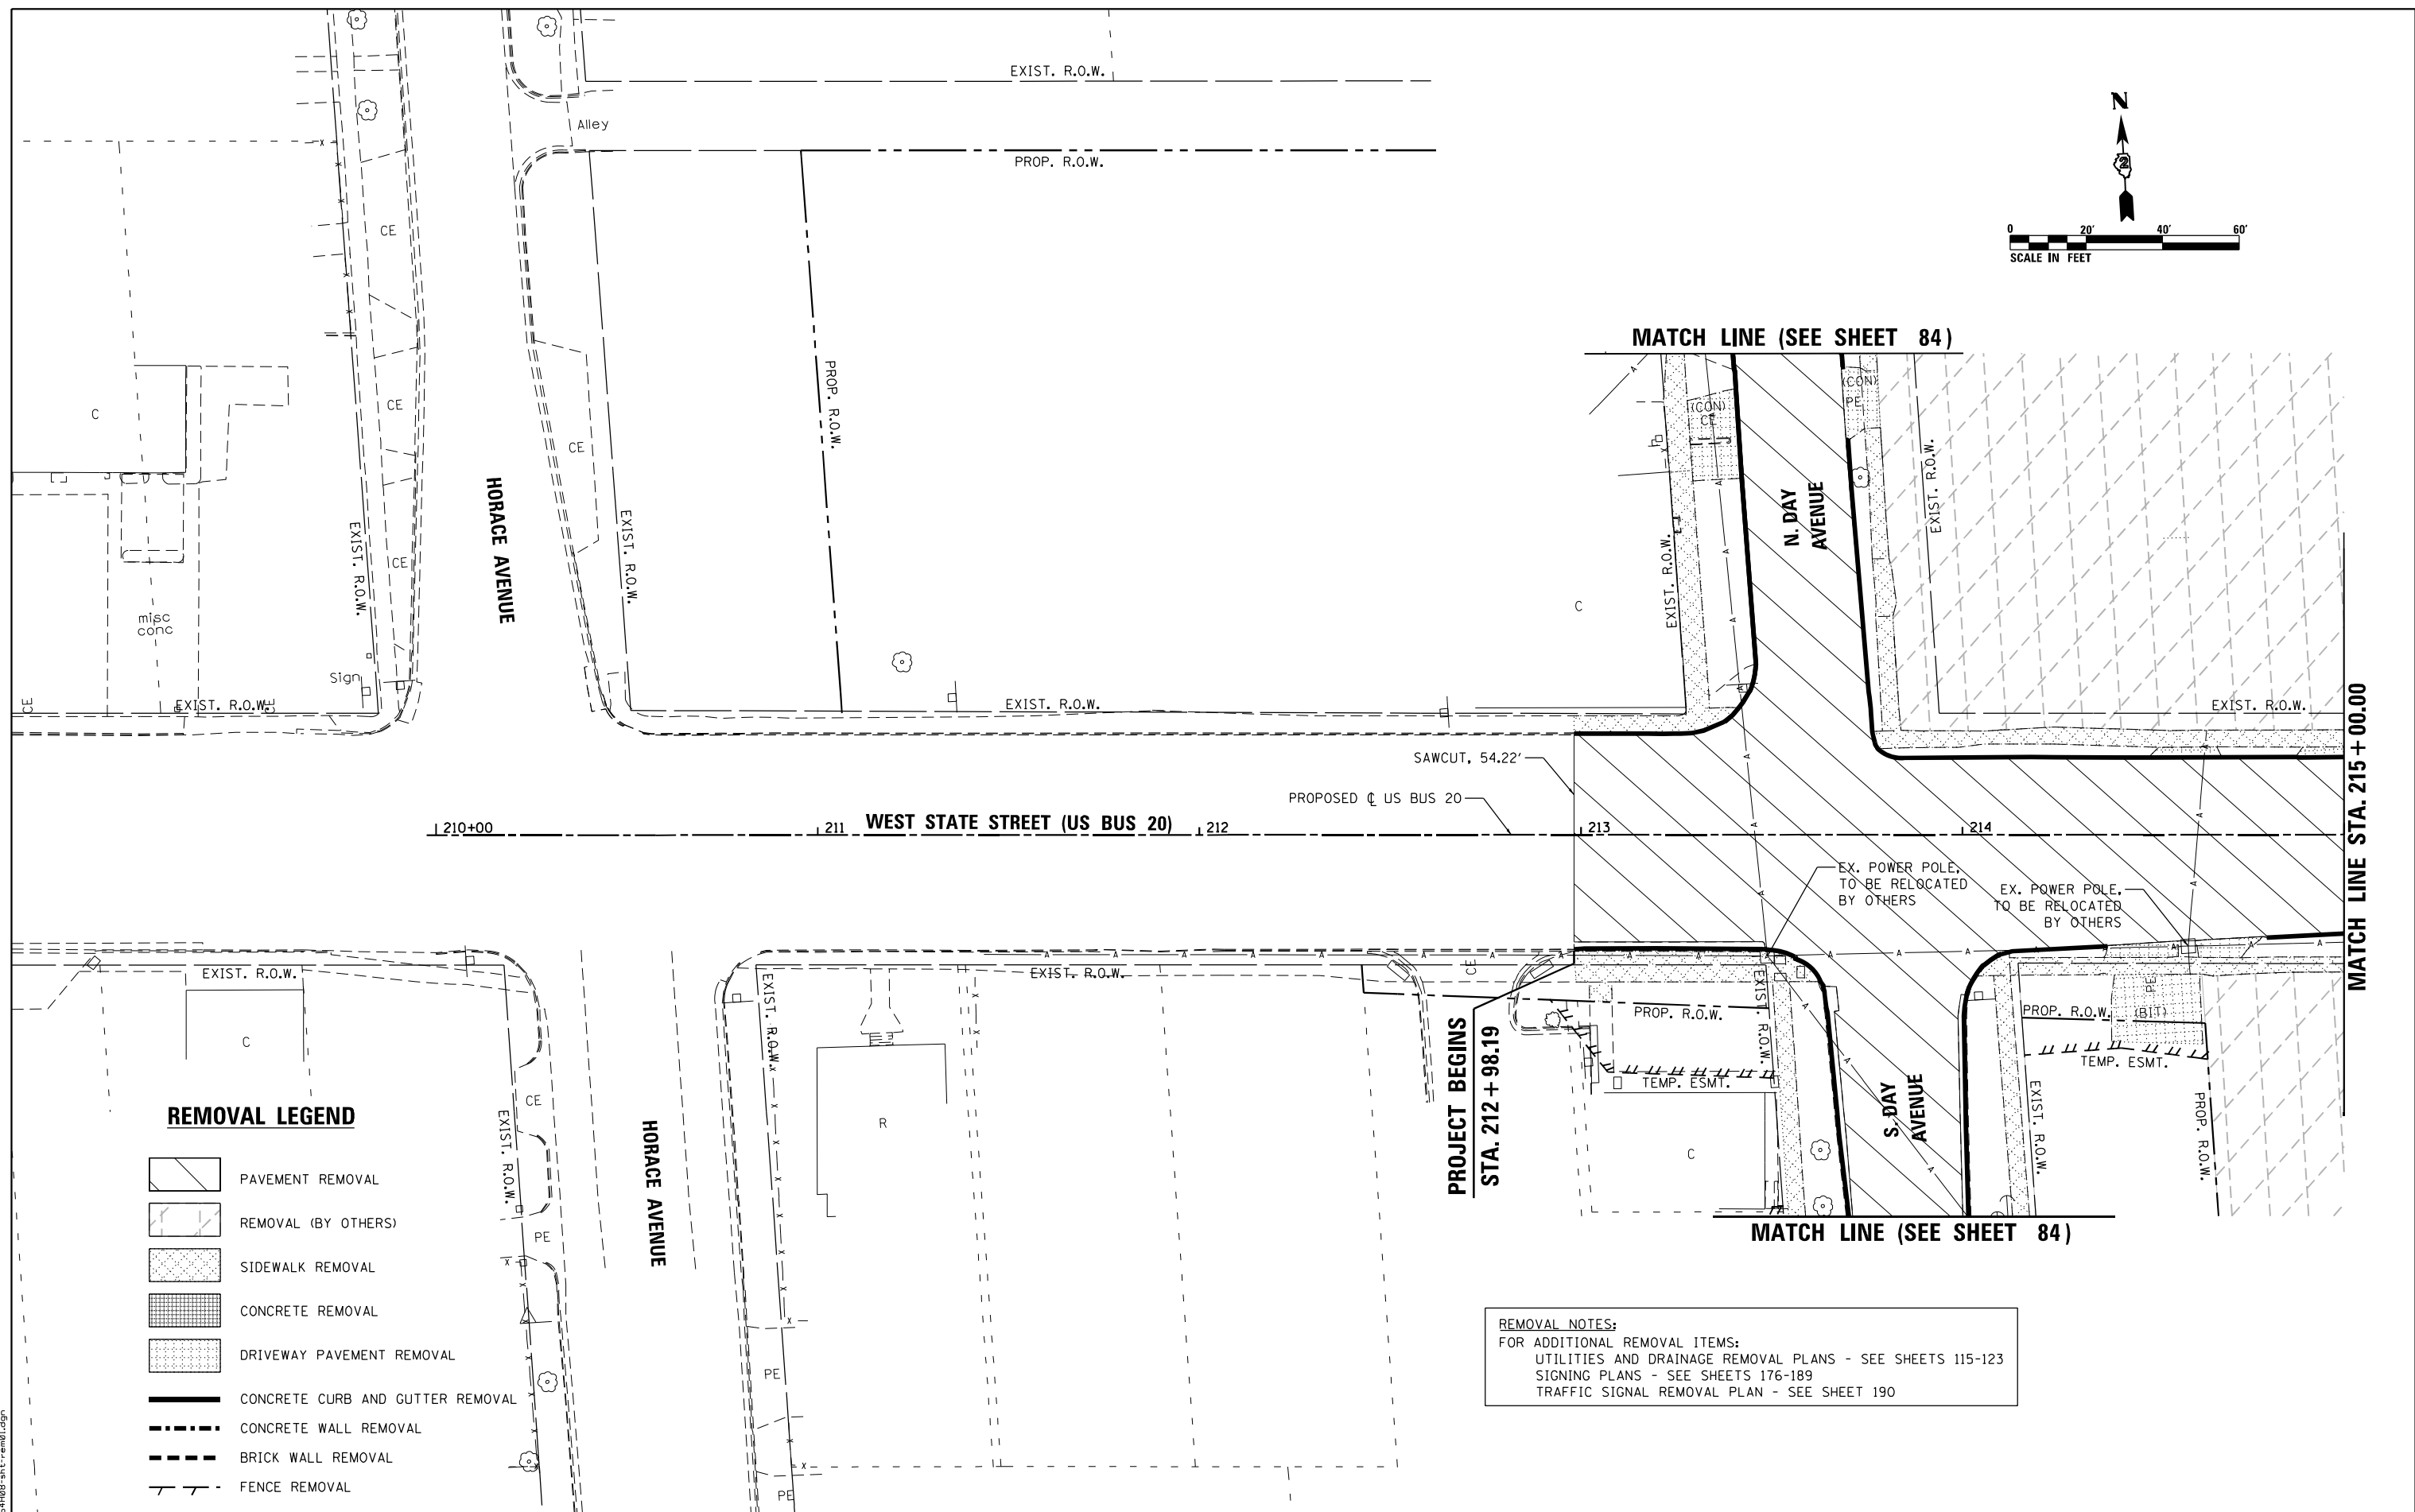 EXIST. R.O.W.
Alley
PROP. R.O.W.
N
2
0 20' 40' 60'
SCALE IN FEET
CE
MATCH LINE (SEE SHEET 84)
PROP. R.O.W.
(CON)
CE
(CON)
PE
C
CE
CE
HORACE AVENUE
EXIST. R.O.W.
EXIST. R.O.W.
N. DAY
AVENUE
EXIST. R.O.W.
EXIST. R.O.W.
CE
misc
conc
C
Sign
CE
EXIST. R.O.W.
CE
EXIST. R.O.W.
EXIST. R.O.W.
SAWCUT, 54.22'
PROPOSED ℄ US BUS 20
210+00
211
WEST STATE STREET (US BUS 20)
212
213
214
MATCH LINE STA. 215+00.00
EX. POWER POLE,
TO BE RELOCATED
BY OTHERS
EX. POWER POLE,
TO BE RELOCATED
BY OTHERS
EXIST. R.O.W.
EXIST. R.O.W.
CE
EXIST. R.O.W.
EXIST. R.O.W.
PROP. R.O.W.
PROP. R.O.W.
PE
(BIT)
C
TEMP. ESMT.
TEMP. ESMT.
CE
EXIST. R.O.W.
HORACE AVENUE
R
PROJECT BEGINS
STA. 212+98.19
C
S. DAY
AVENUE
EXIST. R.O.W.
PROP. R.O.W.
PE
MATCH LINE (SEE SHEET 84)
PE
PE
REMOVAL LEGEND
PAVEMENT REMOVAL
REMOVAL (BY OTHERS)
SIDEWALK REMOVAL
CONCRETE REMOVAL
DRIVEWAY PAVEMENT REMOVAL
CONCRETE CURB AND GUTTER REMOVAL
CONCRETE WALL REMOVAL
BRICK WALL REMOVAL
FENCE REMOVAL
REMOVAL NOTES:
FOR ADDITIONAL REMOVAL ITEMS:
UTILITIES AND DRAINAGE REMOVAL PLANS - SEE SHEETS 115-123
SIGNING PLANS - SEE SHEETS 176-189
TRAFFIC SIGNAL REMOVAL PLAN - SEE SHEET 190